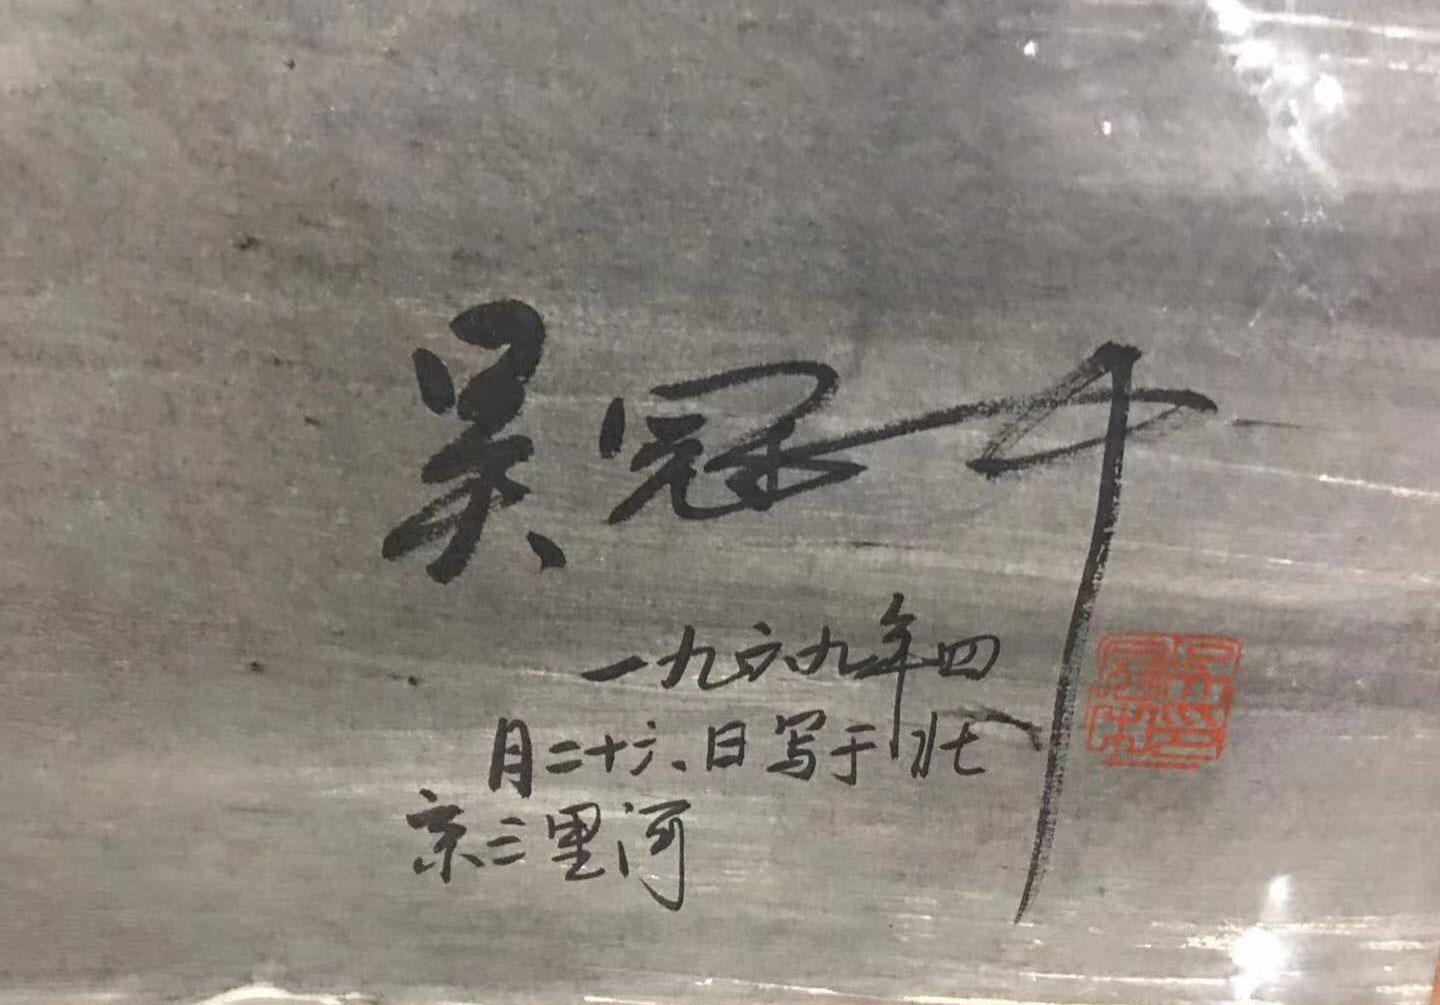 吴冠中
一九六九年四
月二十六日写于北
京三里河